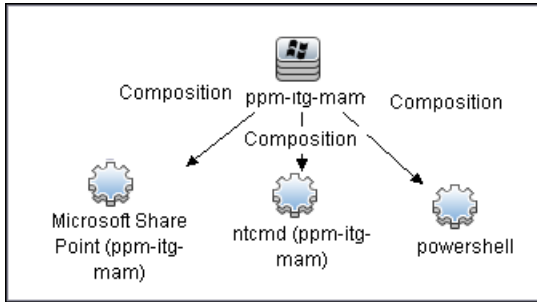 Composition
ppm-itg-mam
Composition
Composition
Microsoft Share
Point (ppm-itg-
mam)
ntcmd (ppm-itg-
mam)
powershell